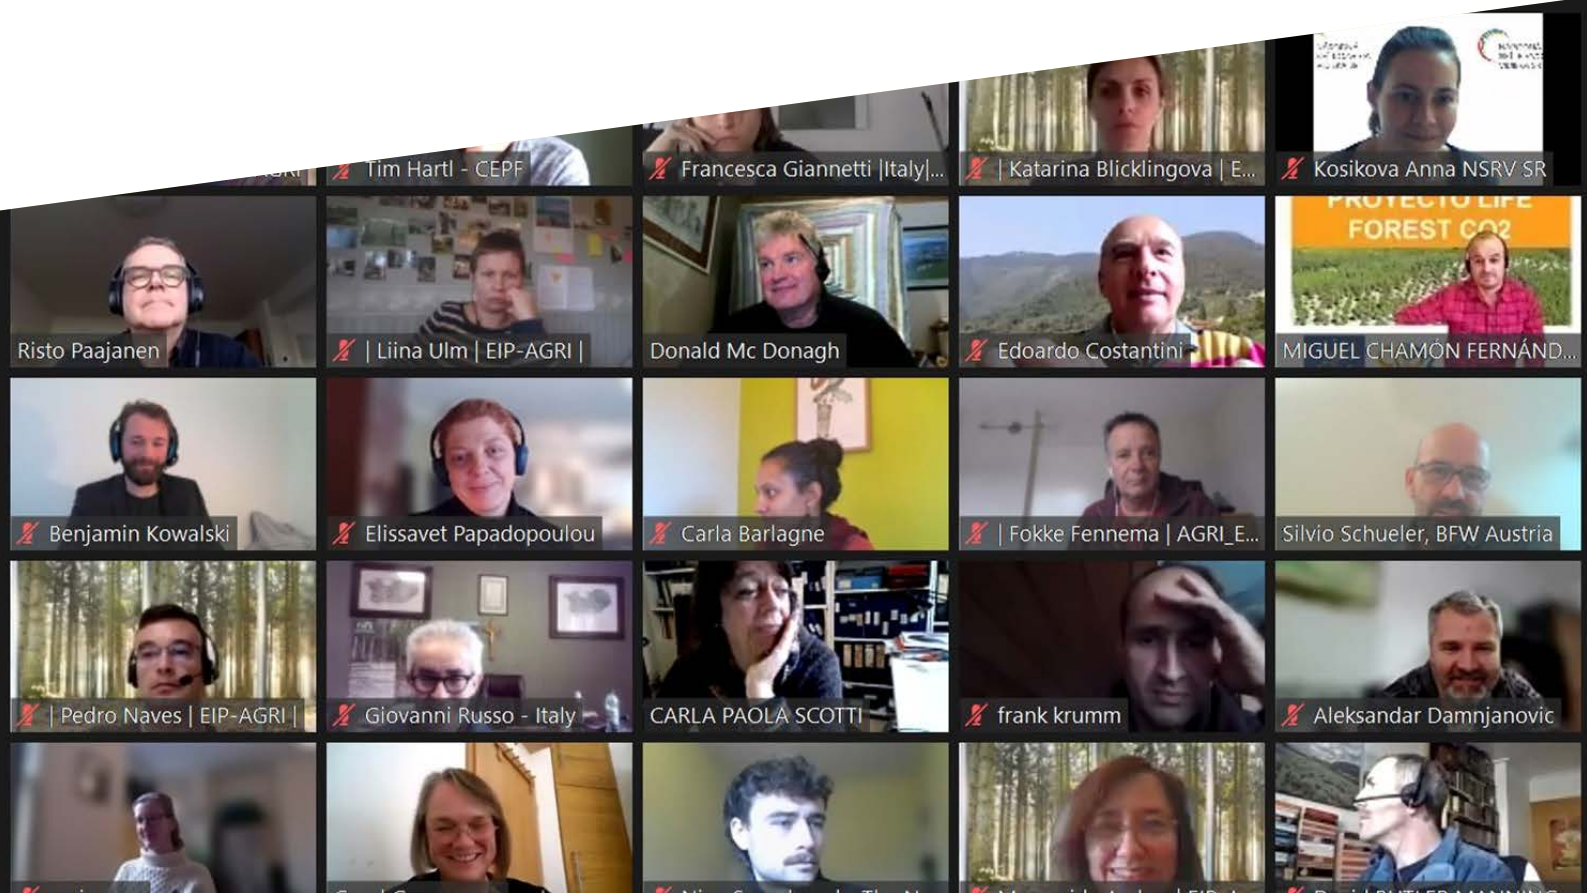 Tim Hartl - CEPF
Francesca Giannetti |Italy|...
| Katarina Blicklingova | E...
Kosikova Anna NSRV SR
PROYECTO LIFE
FOREST CO2
Risto Paajanen
| Liina Ulm | EIP-AGRI |
Donald Mc Donagh
Edoardo Costantini
MIGUEL CHAMÓN FERNÁND...
Benjamin Kowalski
Elissavet Papadopoulou
Carla Barlagne
| Fokke Fennema | AGRI_E...
Silvio Schueler, BFW Austria
| Pedro Naves | EIP-AGRI |
Giovanni Russo - Italy
CARLA PAOLA SCOTTI
frank krumm
Aleksandar Damnjanovic